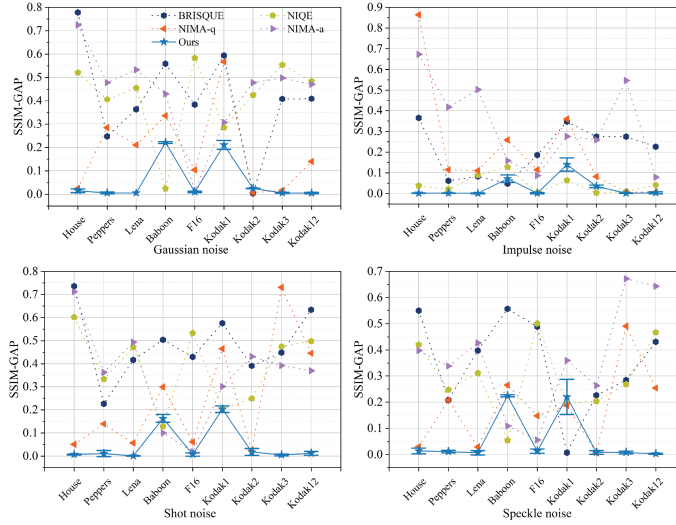 BRISQUE NIQE
NIMA-q NIMA-a
Ours
SSIM-GAP
0.8
0.7
0.6
0.5
0.4
0.3
0.2
0.1
0.0
House Peppers Lena Baboon F16 Kodak1 Kodak2 Kodak3 Kodak12
Gaussian noise
SSIM-GAP
0.9
0.8
0.7
0.6
0.5
0.4
0.3
0.2
0.1
0.0
House Peppers Lena Baboon F16 Kodak1 Kodak2 Kodak3 Kodak12
Impulse noise
SSIM-GAP
0.8
0.7
0.6
0.5
0.4
0.3
0.2
0.1
0.0
House Peppers Lena Baboon F16 Kodak1 Kodak2 Kodak3 Kodak12
Shot noise
SSIM-GAP
0.7
0.6
0.5
0.4
0.3
0.2
0.1
0.0
House Peppers Lena Baboon F16 Kodak1 Kodak2 Kodak3 Kodak12
Speckle noise